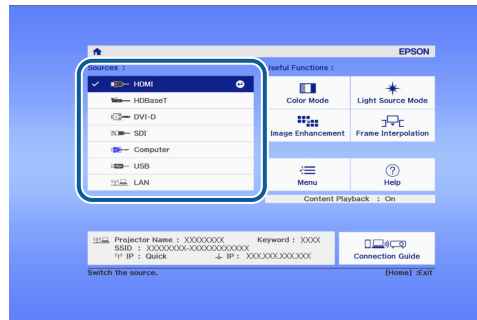 EPSON
Sources :
Useful Functions :
HDMI
HDBaseT
DVI-D
SDI
Computer
USB
LAN
Color Mode
Light Source Mode
Image Enhancement
Frame Interpolation
Menu
Help
Content Playback : On
Projector Name : XXXXXXXX Keyword : XXXX
SSID : XXXXXXXX-XXXXXXXXXXXX
IP : Quick IP : XXX.XXX.XXX.XXX
Connection Guide
Switch the source.
[Home] :Exit